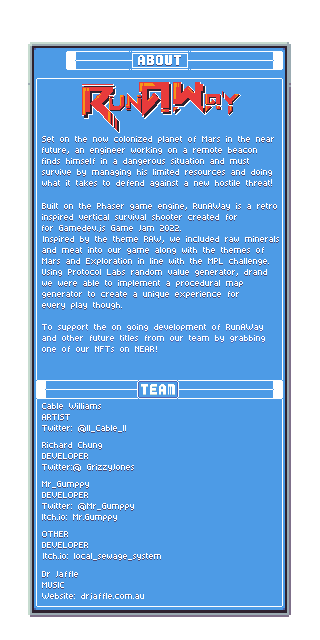 ABOUT
RunAWay
Set on the now colonized planet of Mars in the near
future, an engineer working on a remote beacon
finds himself in a dangerous situation and must
survive by managing his limited resources and doing
what it takes to defend against a new hostile threat!
Built on the Phaser game engine, RunAWay is a retro
inspired vertical survival shooter created for
for Gamedev.js Game Jam 2022.
Inspired by the theme RAW, we included raw minerals
and meat into our game along with the themes of
Mars and Exploration in line with the MPL challenge.
Using Protocol Labs random value generator, drand
we were able to implement a procedural map
generator to create a unique experience for
every play though.
To support the on going development of RunAWay
and other future titles from our team by grabbing
one of our NFTs on NEAR!
TEAM
Cable Williams
ARTIST
Twitter: @ll_Cable_ll
Richard Chung
DEVELOPER
Twitter:@ GrizzyJones
Mr_Gumppy
DEVELOPER
Twitter: @Mr_Gumppy
Itch.io: Mr.Gumppy
OTHER
DEVELOPER
Itch.io: local_sewage_system
Dr Jaffle
MUSIC
Website: drjaffle.com.au